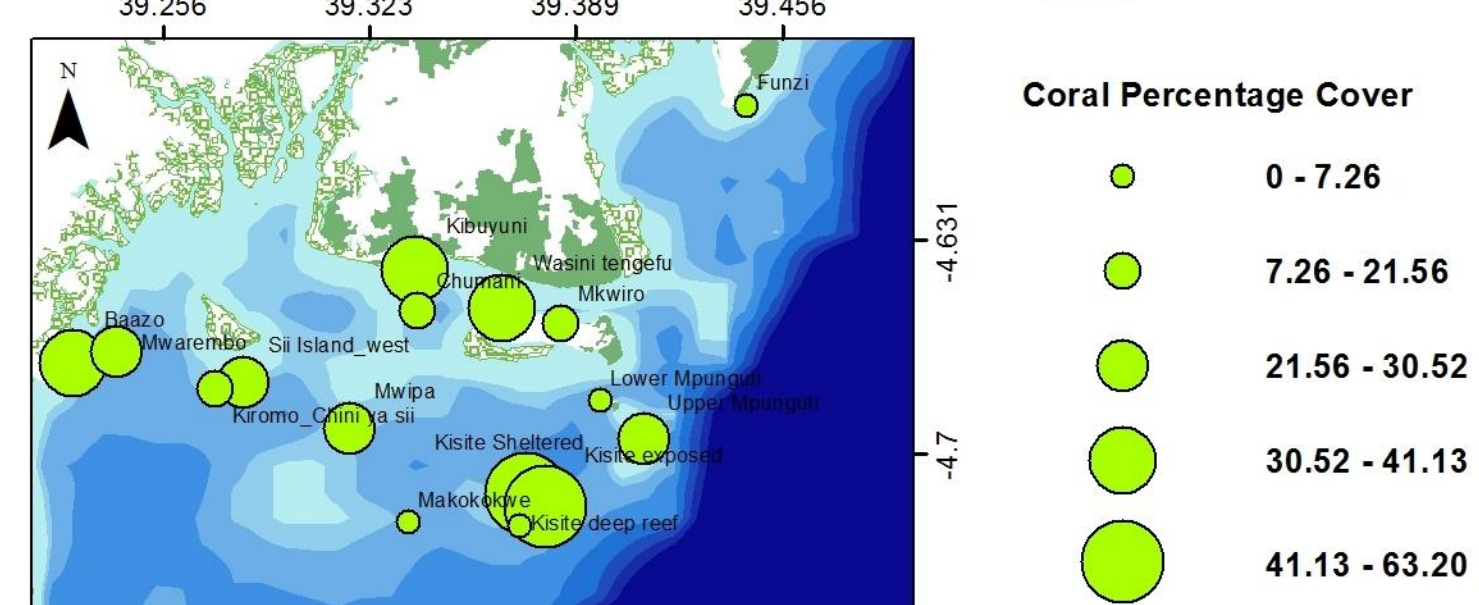 39.256 39.323 39.389 39.456
N
Funzi
-4.631
Kibuyuni
Wasini tengefu
Chumani
Mkwiro
Baazo
Mwarembo
Sii Island_west
Lower Mpunguti
Mwipa
Upper Mpunguti
Kiromo_Chini ya sii
Kisite Sheltered
Kisite exposed
-4.7
Makokokwe
Kisite deep reef
Coral Percentage Cover
0 - 7.26
7.26 - 21.56
21.56 - 30.52
30.52 - 41.13
41.13 - 63.20